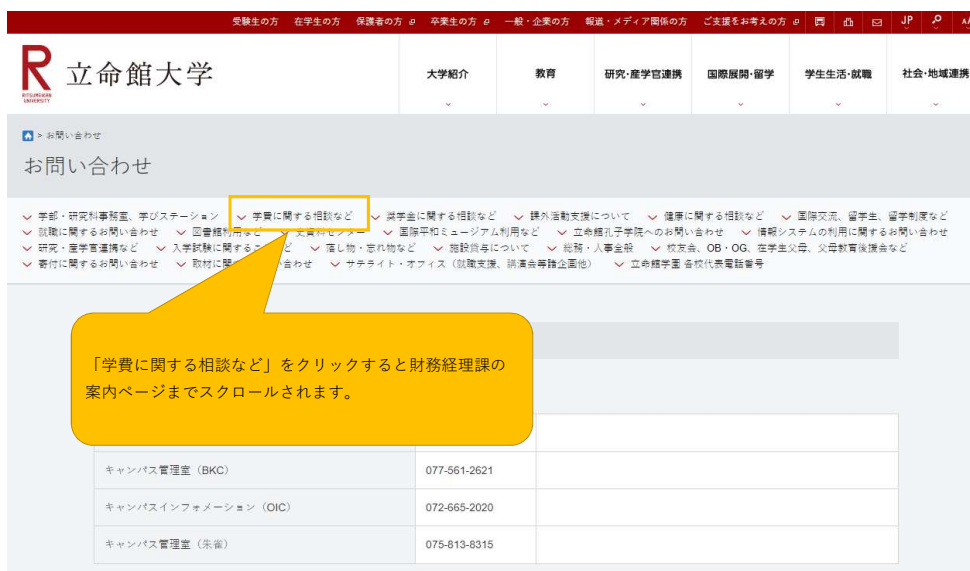 受験生の方 在学生の方 保護者の方 卒業生の方 一般・企業の方 報道・メディア関係の方 ご支援をお考えの方 JP
R 立命館大学
RITSUMEIKAN
UNIVERSITY
大学紹介 教育 研究・産学官連携 国際展開・留学 学生生活・就職 社会・地域連携
> お問い合わせ
お問い合わせ
学部・研究科事務室、学びステーション 学費に関する相談など 奨学金に関する相談など 課外活動支援について 健康に関する相談など 国際交流、留学生、留学制度など
就職に関するお問い合わせ 図書館利用など 国際平和ミュージアム利用など 立命館孔子学院へのお問い合わせ 情報システムの利用に関するお問い合わせ
研究・産学官連携など 入学試験に関する 落し物・忘れ物など 施設貸与について 総務・人事全般 校友会、OB・OG、在学生父母、父母教育後援会など
寄付に関するお問い合わせ 取材に 合わせ サテライト・オフィス（就職支援、講演会等諸企画他） 立命館学園 各校代表電話番号
「学費に関する相談など」をクリックすると財務経理課の
案内ページまでスクロールされます。
キャンパス管理室（BKC） 077-561-2621
キャンパスインフォメーション（OIC） 072-665-2020
キャンパス管理室（朱雀） 075-813-8315